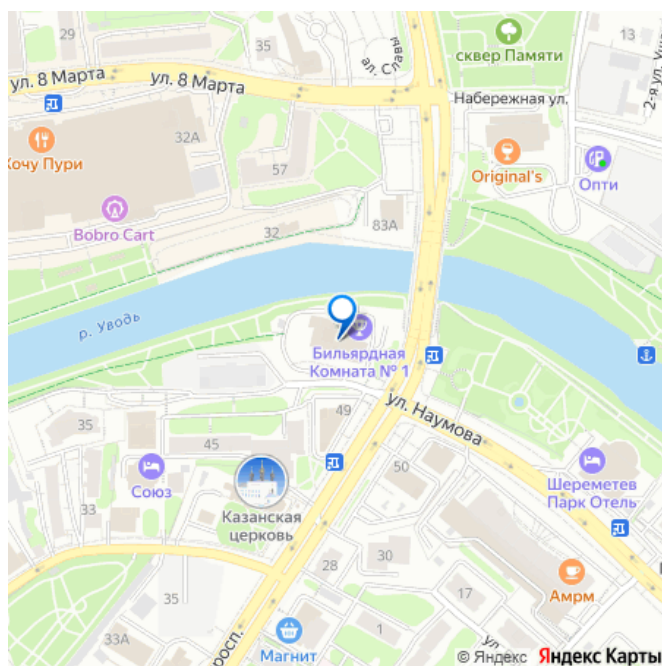 29
35
ал. Славы
сквер Памяти
13
ул. 8 Марта
ул. 8 Марта
Набережная ул.
2-я ул.
32А
Хочу Пури
57
Original's
Опти
Bobro Cart
32
83А
р. Уводь
Бильярдная
Комната № 1
ул. Наумова
35
45
49
Союз
50
Шереметев
Парк Отель
33
Казанская
церковь
30
28
Амрм
35
17
33А
1
ул.
просп.
Магнит
© Яндекс Яндекс Карты